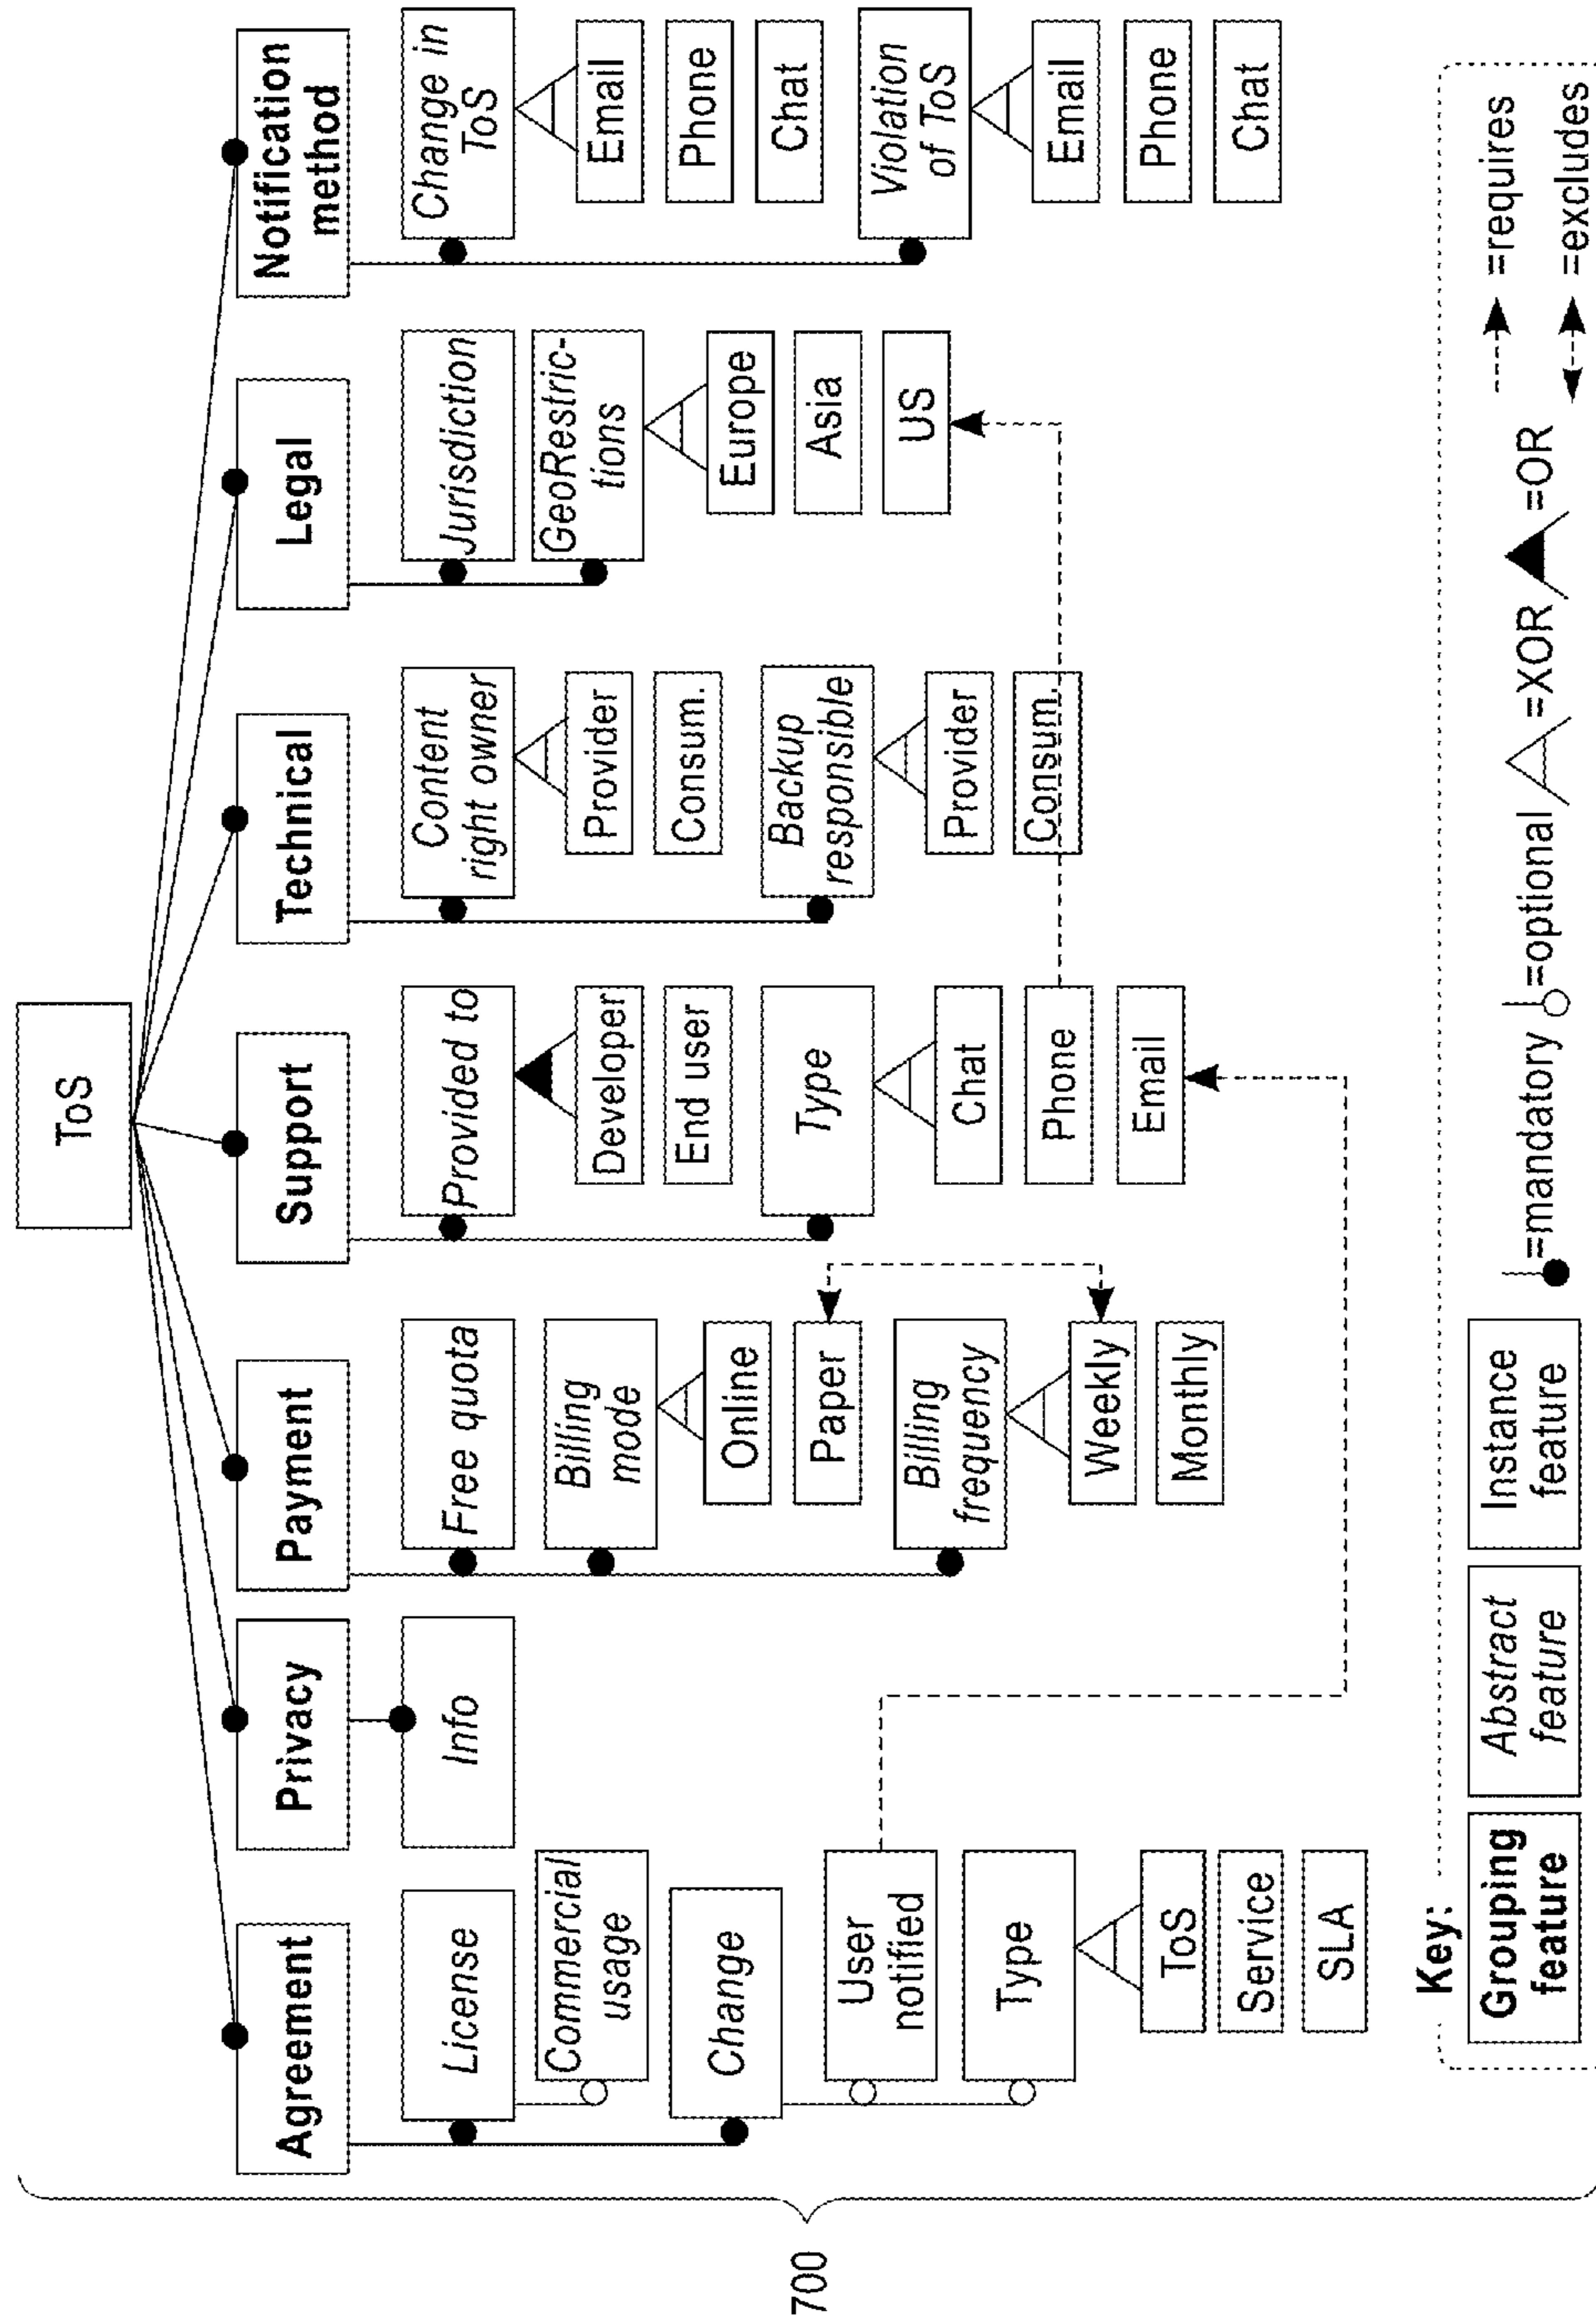 ToS
Agreement
License
Commercial
usage
Change
User
notified
Type
ToS
Service
SLA
Privacy
Info
Payment
Free quota
Billing
mode
Online
Paper
Billing
frequency
Weekly
Monthly
Support
Provided to
Developer
End user
Type
Chat
Phone
Email
Technical
Content
right owner
Provider
Consum.
Backup
responsible
Provider
Consum.
Legal
Jurisdiction
GeoRestric-
tions
Europe
Asia
US
Notification
method
Change in
ToS
Email
Phone
Chat
Violation
of ToS
Email
Phone
Chat
700
Key:
Grouping
feature
Abstract
feature
Instance
feature
=mandatory
=optional
=XOR
=OR
=requires
=excludes